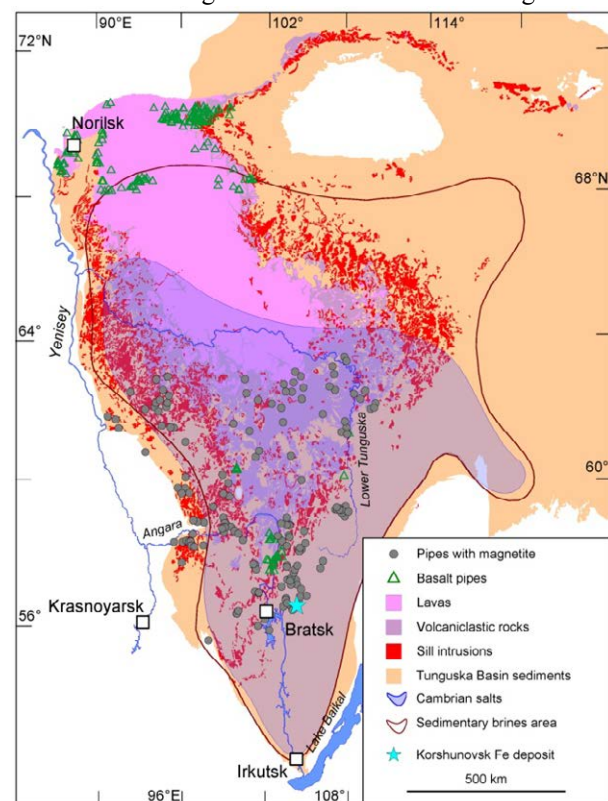 90°E 102°E 114°
72°N
Norilsk
68°N
Yenisey
64°
Lower Tunguska
60°
Angara
Pipes with magnetite
Basalt pipes
Krasnoyarsk
Lavas
56°
Bratsk
Volcaniclastic rocks
Sill intrusions
Tunguska Basin sediments
Cambrian salts
Lake Baikal
Sedimentary brines area
Korshunovsk Fe deposit
Irkutsk
500 km
96°E 108°